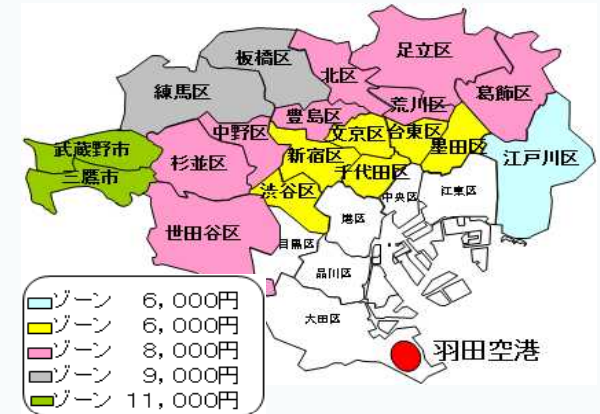 足立区
板橋区
北区
練馬区
葛飾区
荒川区
豊島区
中野区
文京区
台東区
武蔵野市
墨田区
杉並区
新宿区
江戸川区
三鷹市
千代田区
渋谷区
中央区
江東区
港区
世田谷区
目黒区
品川区
大田区
羽田空港
ゾーン 6,000円
ゾーン 6,000円
ゾーン 8,000円
ゾーン 9,000円
ゾーン 11,000円